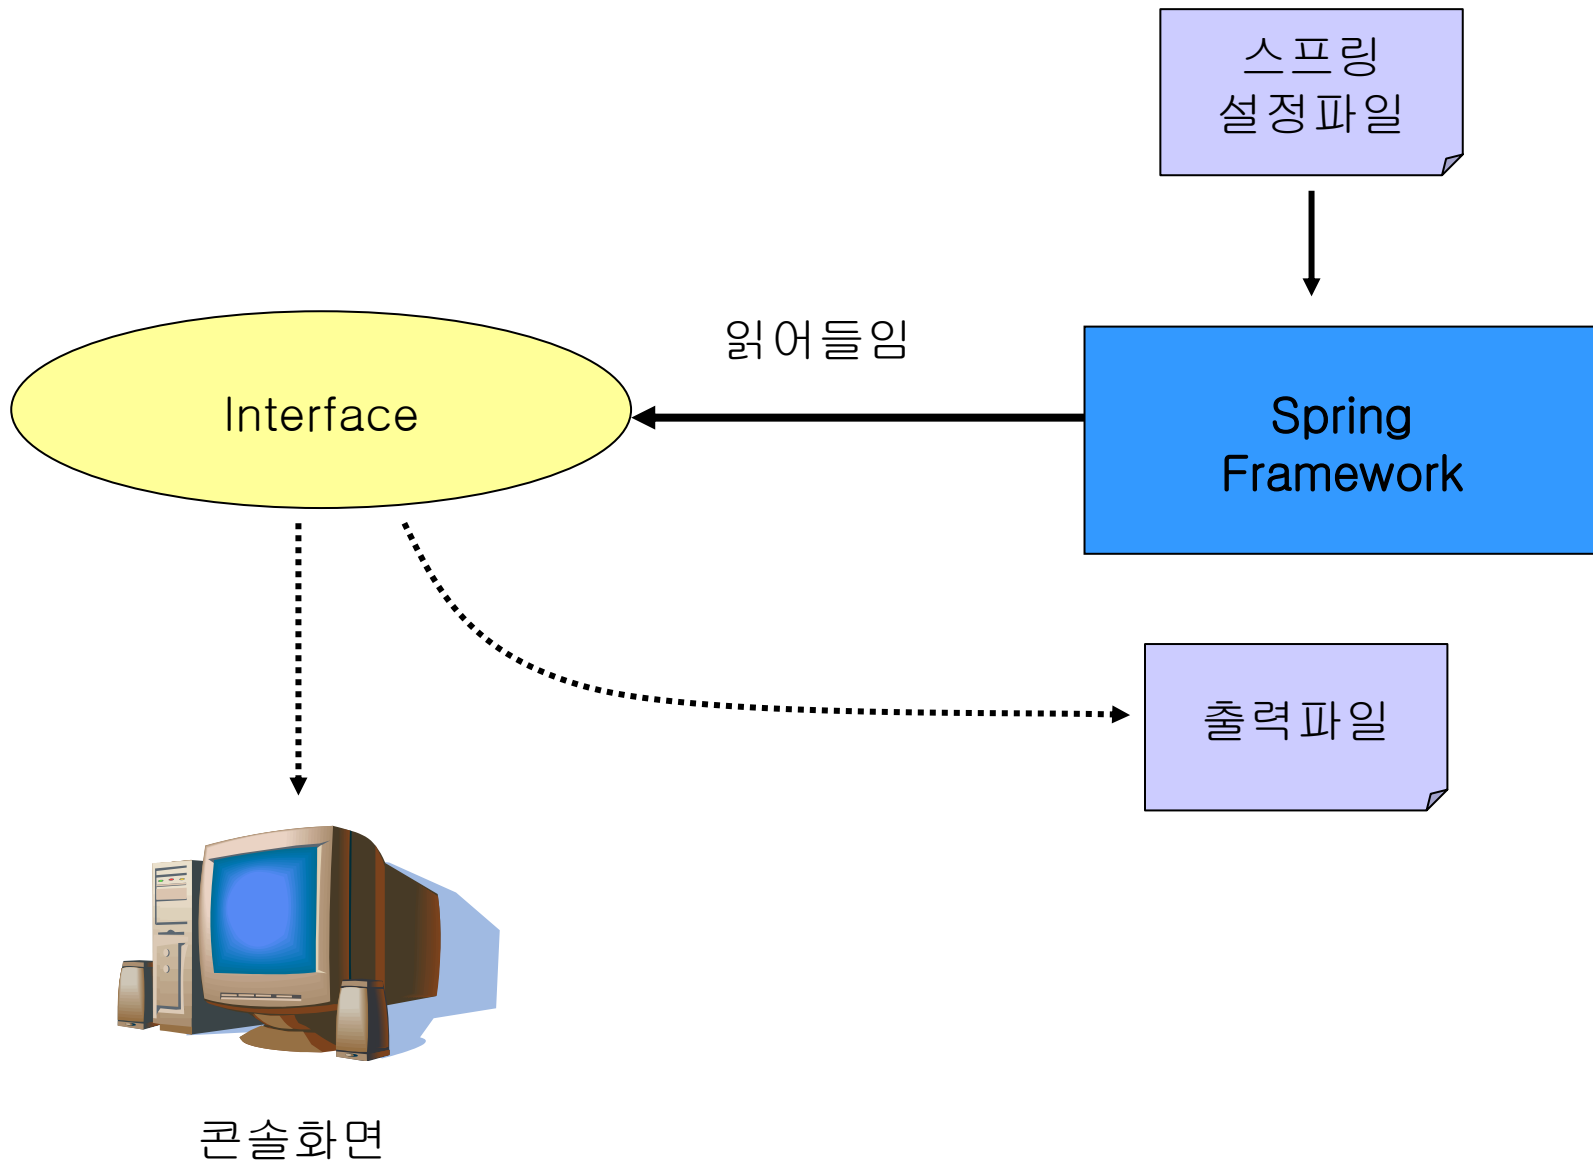 스프링
설정파일
읽어들임
Interface
Spring
Framework
출력파일
콘솔화면